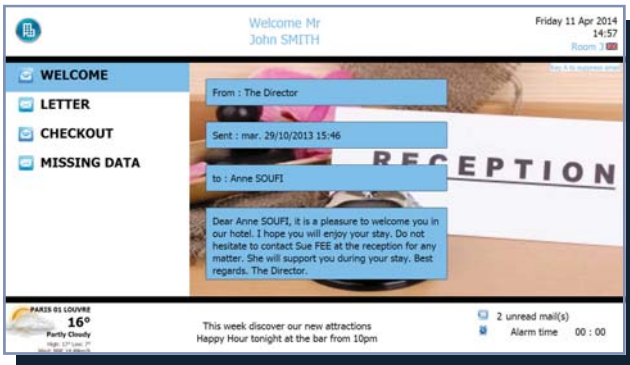 Welcome Mr
John SMITH
Friday 11 Apr 2014
14:57
Room 3
WELCOME
LETTER
CHECKOUT
MISSING DATA
From : The Director
Sent : mar. 29/10/2013 15:46
to : Anne SOUFI
Dear Anne SOUFI, it is a pleasure to welcome you in
our hotel. I hope you will enjoy your stay. Do not
hesitate to contact Sue FEE at the reception for any
matter. She will support you during your stay. Best
regards. The Director.
RECEPTION
PARIS 01 LOUVRE
16°
Partly Cloudy
High: 17° Low: 7°
This week discover our new attractions
Happy Hour tonight at the bar from 10pm
2 unread mail(s)
Alarm time 00 : 00